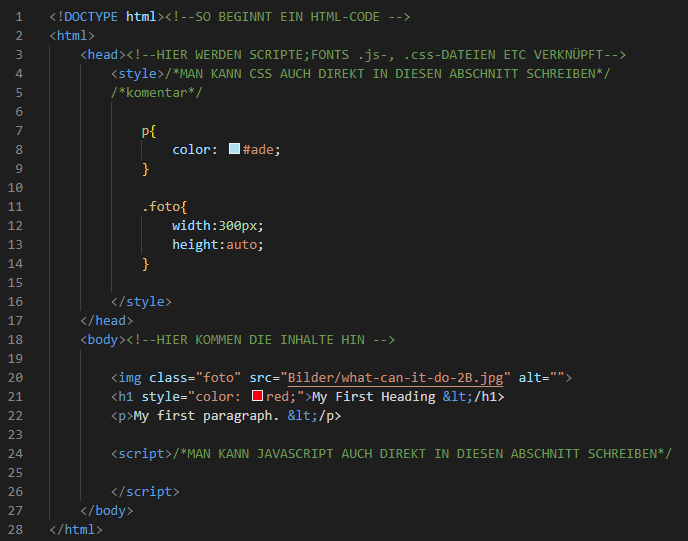 1 <!DOCTYPE html><!--SO BEGINNT EIN HTML-CODE -->
2 <html>
3     <head><!--HIER WERDEN SCRIPTE;FONTS .js-, .css-DATEIEN ETC VERKNÜPFT-->
4         <style>/*MAN KANN CSS AUCH DIREKT IN DIESEN ABSCHNITT SCHREIBEN*/
5         /*komentar*/
6
7             p{
8                 color: #ade;
9             }
10
11             .foto{
12                 width:300px;
13                 height:auto;
14             }
15
16         </style>
17     </head>
18     <body><!--HIER KOMMEN DIE INHALTE HIN -->
19
20         <img class="foto" src="Bilder/what-can-it-do-2B.jpg" alt="">
21         <h1 style="color: red;">My First Heading &lt;/h1>
22         <p>My first paragraph. &lt;/p>
23
24         <script>/*MAN KANN JAVASCRIPT AUCH DIREKT IN DIESEN ABSCHNITT SCHREIBEN*/
25
26         </script>
27     </body>
28 </html>